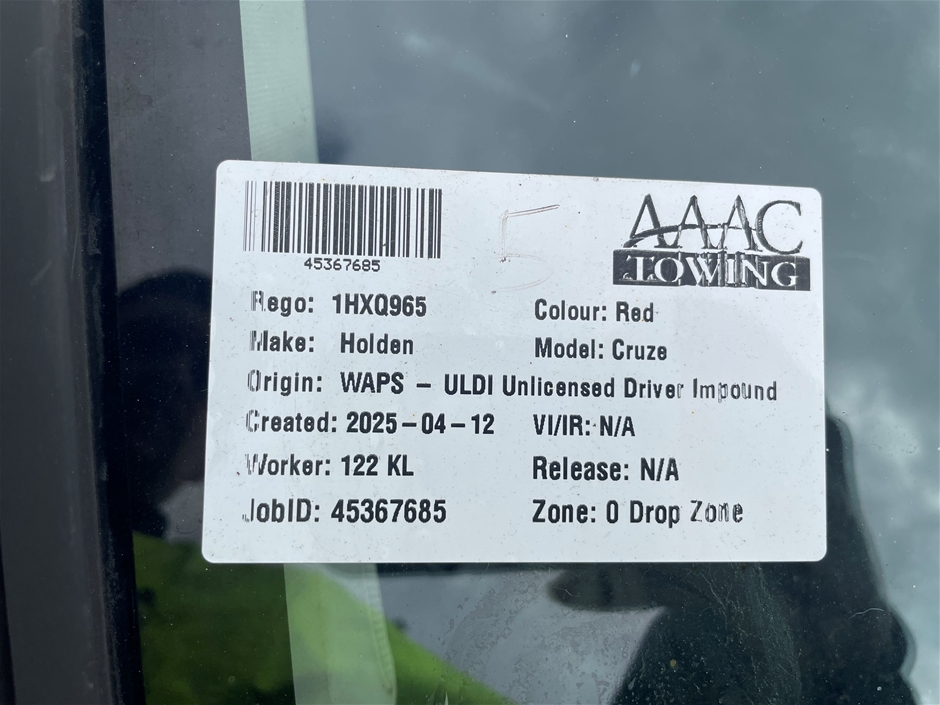 AAAC
TOWING
45367685
Rego: 1HXQ965
Colour: Red
Make: Holden
Model: Cruze
Origin: WAPS - ULDI Unlicensed Driver Impound
Created: 2025-04-12
VI/IR: N/A
Worker: 122 KL
Release: N/A
JobID: 45367685
Zone: 0 Drop Zone